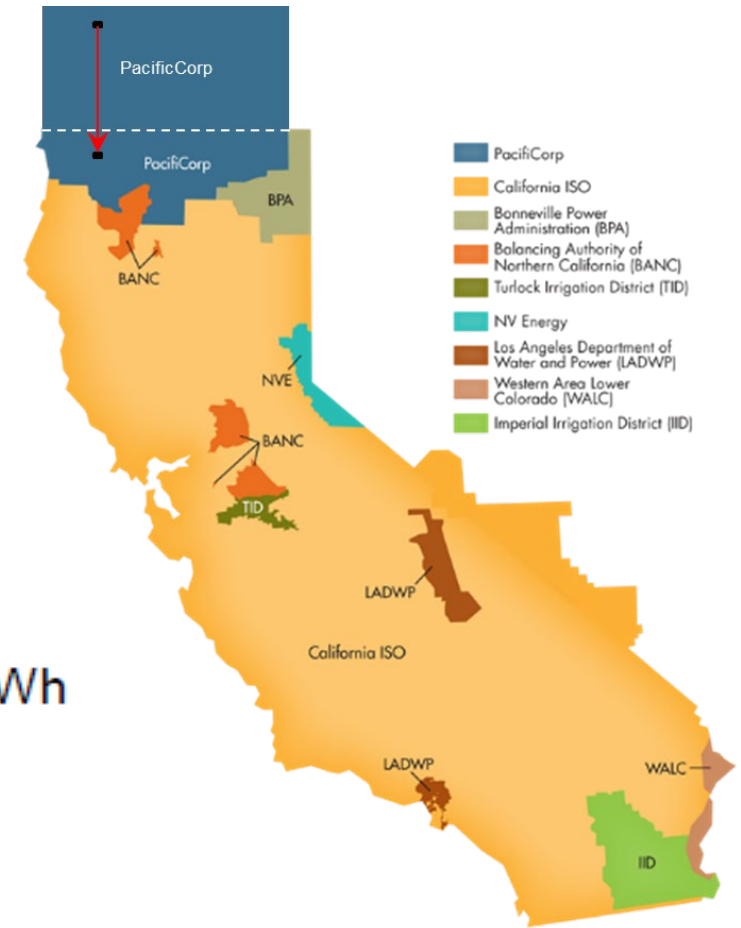 PacificCorp
PacifiCorp
BPA
BANC
NVE
BANC
TID
LADWP
California ISO
Wh
LADWP
WALC
IID
PacifiCorp
California ISO
Bonneville Power
Administration (BPA)
Balancing Authority of
Northern California (BANC)
Turlock Irrigation District (TID)
NV Energy
Los Angeles Department of
Water and Power (LADWP)
Western Area Lower
Colorado (WALC)
Imperial Irrigation District (IID)